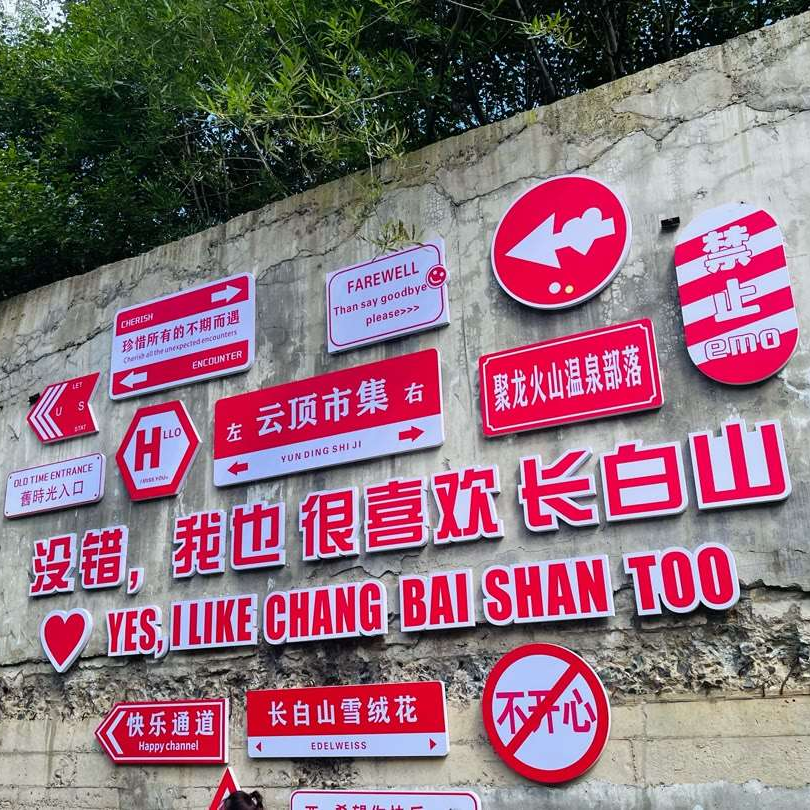 禁
止
emo
FAREWELL
Than say goodbye
please>>>
CHERISH
珍惜所有的不期而遇
Cherish all the unexpected encounters
ENCOUNTER
聚龙火山温泉部落
左 云顶市集 右
YUN DING SHI JI
LET
U S
STAT
HLLO
I MISS YOU
OLD TIME ENTRANCE
舊時光入口
没错，我也很喜欢长白山
YES, I LIKE CHANG BAI SHAN TOO
快乐通道
Happy channel
长白山雪绒花
EDELWEISS
不开心